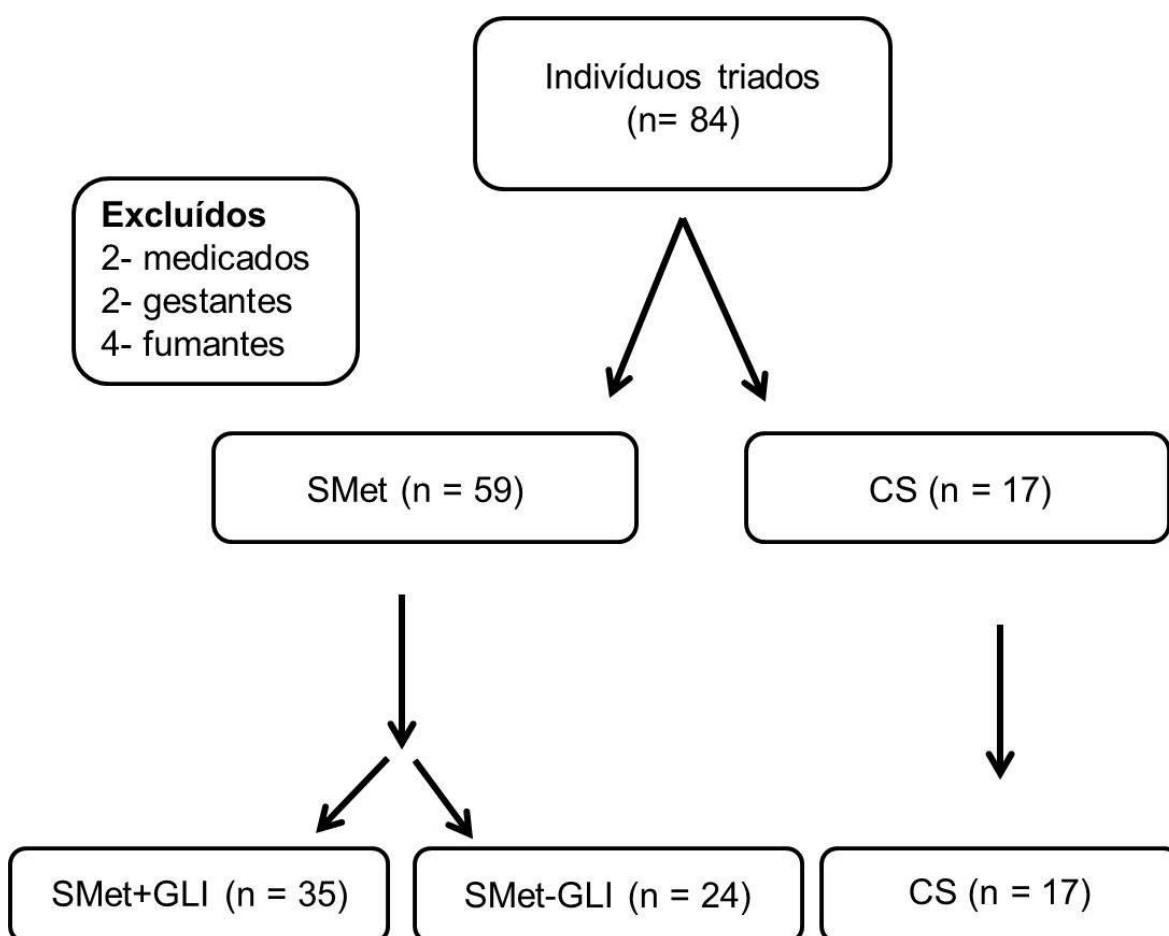 Indivíduos triados
(n= 84)
Excluídos
2- medicados
2- gestantes
4- fumantes
SMet (n = 59)
CS (n = 17)
SMet+GLI (n = 35)
SMet-GLI (n = 24)
CS (n = 17)